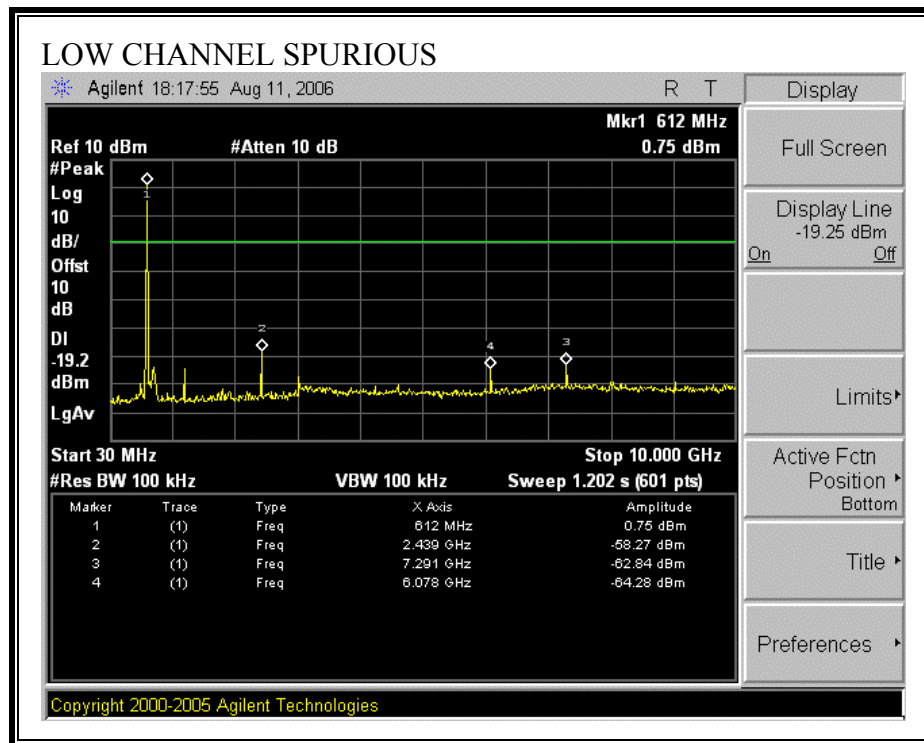 LOW CHANNEL SPURIOUS
Agilent 18:17:55 Aug 11, 2006 R T
Display
Mkr1 612 MHz
Ref 10 dBm #Atten 10 dB 0.75 dBm
#Peak
Log
10
dB/
Offst
10
dB
DI
-19.2
dBm
LgAv
1
2
4
3
Start 30 MHz Stop 10.000 GHz
#Res BW 100 kHz VBW 100 kHz Sweep 1.202 s (601 pts)
Marker Trace Type X Axis Amplitude
1 (1) Freq 612 MHz 0.75 dBm
2 (1) Freq 2.439 GHz -58.27 dBm
3 (1) Freq 7.291 GHz -62.84 dBm
4 (1) Freq 6.078 GHz -64.28 dBm
Full Screen
Display Line
-19.25 dBm
On Off
Limits
Active Fctn
Position
Bottom
Title
Preferences
Copyright 2000-2005 Agilent Technologies